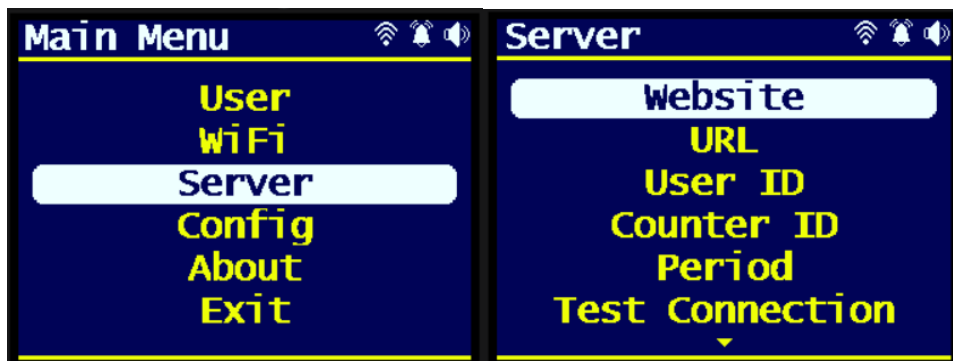 Main Menu
User
WiFi
Server
Config
About
Exit
Server
Website
URL
User ID
Counter ID
Period
Test Connection